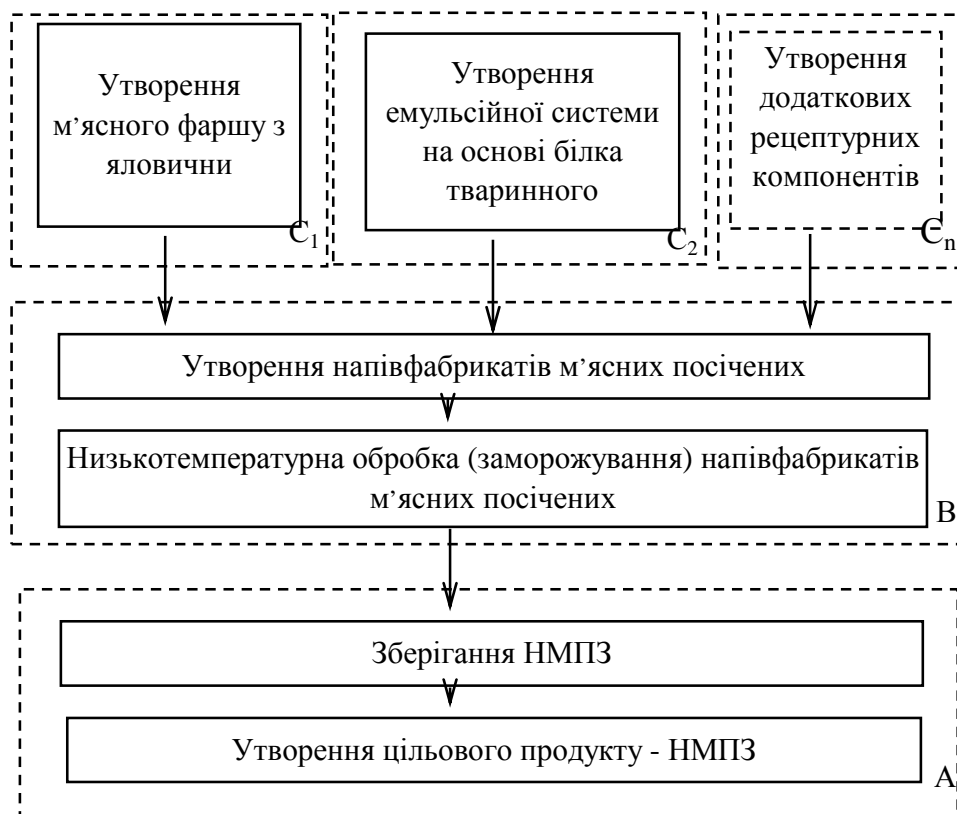 Утворення
м’ясного фаршу з
яловични
C1
Утворення
емульсійної системи
на основі білка
тваринного
C2
Утворення
додаткових
рецептурних
компонентів
Cn
Утворення напівфабрикатів м’ясних посічених
Низькотемпературна обробка (заморожування) напівфабрикатів
м’ясних посічених
B
Зберігання НМПЗ
Утворення цільового продукту - НМПЗ
A